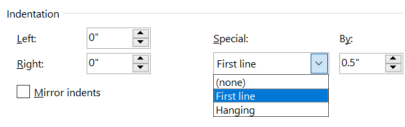 Indentation
Left: 0" Special: By:
Right: 0" First line 0.5"
(none)
Mirror indents First line
Hanging